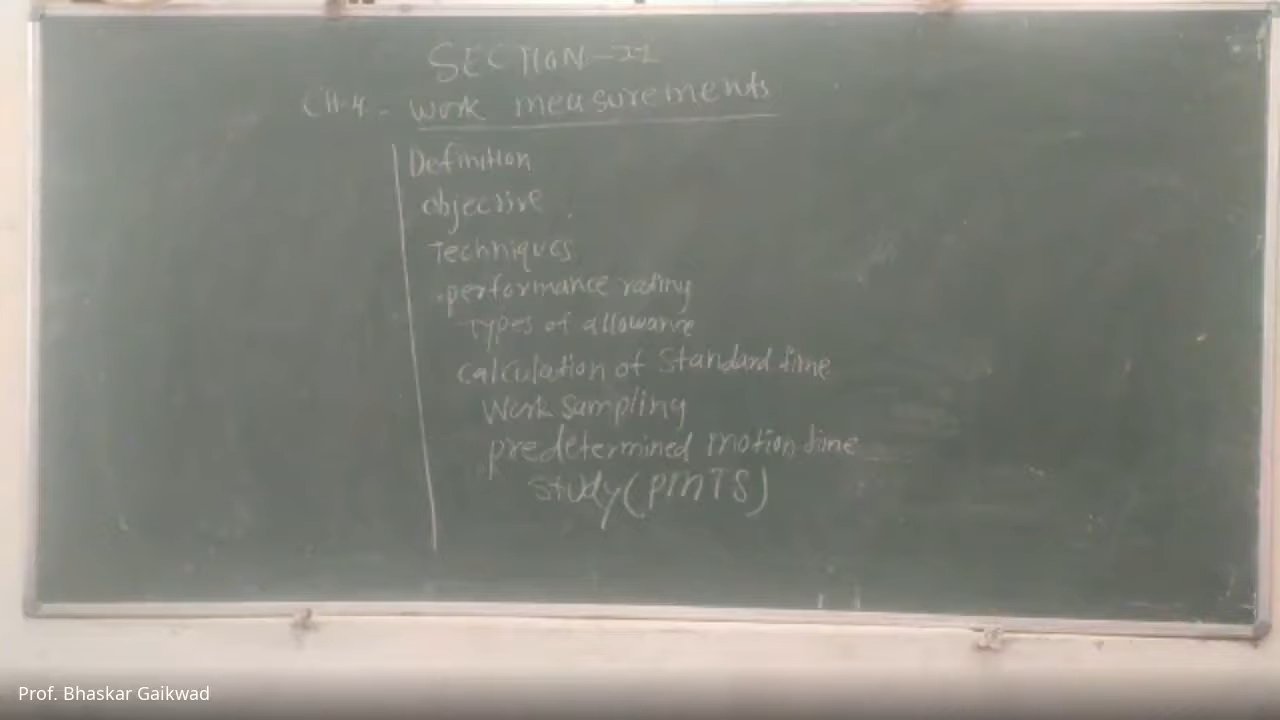 SECTION-II
CH-4- work measurements
Definition
objective
Techniques
performance rating
Types of allowance
calculation of standard time
Work sampling
predetermined motion time
study(PMTS)
Prof. Bhaskar Gaikwad